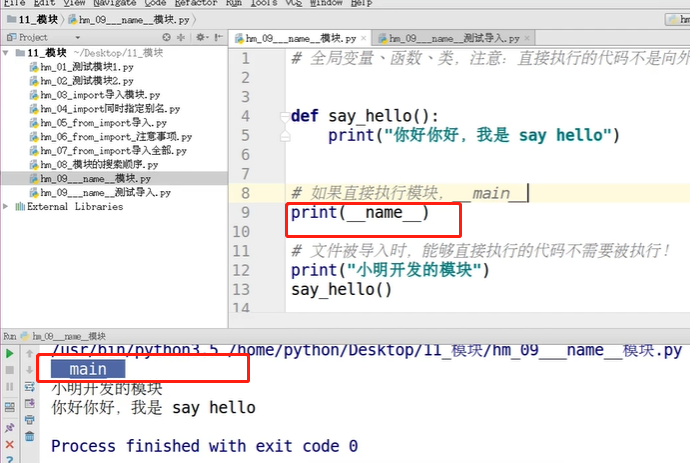 File Edit View Navigate Code Refactor Run Tools VCS Window Help
11_模块 hm_09___name__模块.py
Project
hm_09___name__模块.py × hm_09___name__测试导入.py ×
11_模块 ~/Desktop/11_模块
hm_01_测试模块1.py
hm_02_测试模块2.py
hm_03_import导入模块.py
hm_04_import同时指定别名.py
hm_05_from_import导入.py
hm_06_from_import_注意事项.py
hm_07_from_import导入全部.py
hm_08_模块的搜索顺序.py
hm_09___name__模块.py
hm_09___name__测试导入.py
External Libraries
1 # 全局变量、函数、类，注意：直接执行的代码不是向外
2
3
4 def say_hello():
5 print("你好你好，我是 say hello")
6
7
8 # 如果直接执行模块，__main__
9 print(__name__)
10
11 # 文件被导入时，能够直接执行的代码不需要被执行！
12 print("小明开发的模块")
13 say_hello()
14
Run hm_09___name__模块
/usr/bin/python3.5 /home/python/Desktop/11_模块/hm_09___name__模块.py
__main__
小明开发的模块
你好你好，我是 say hello
Process finished with exit code 0